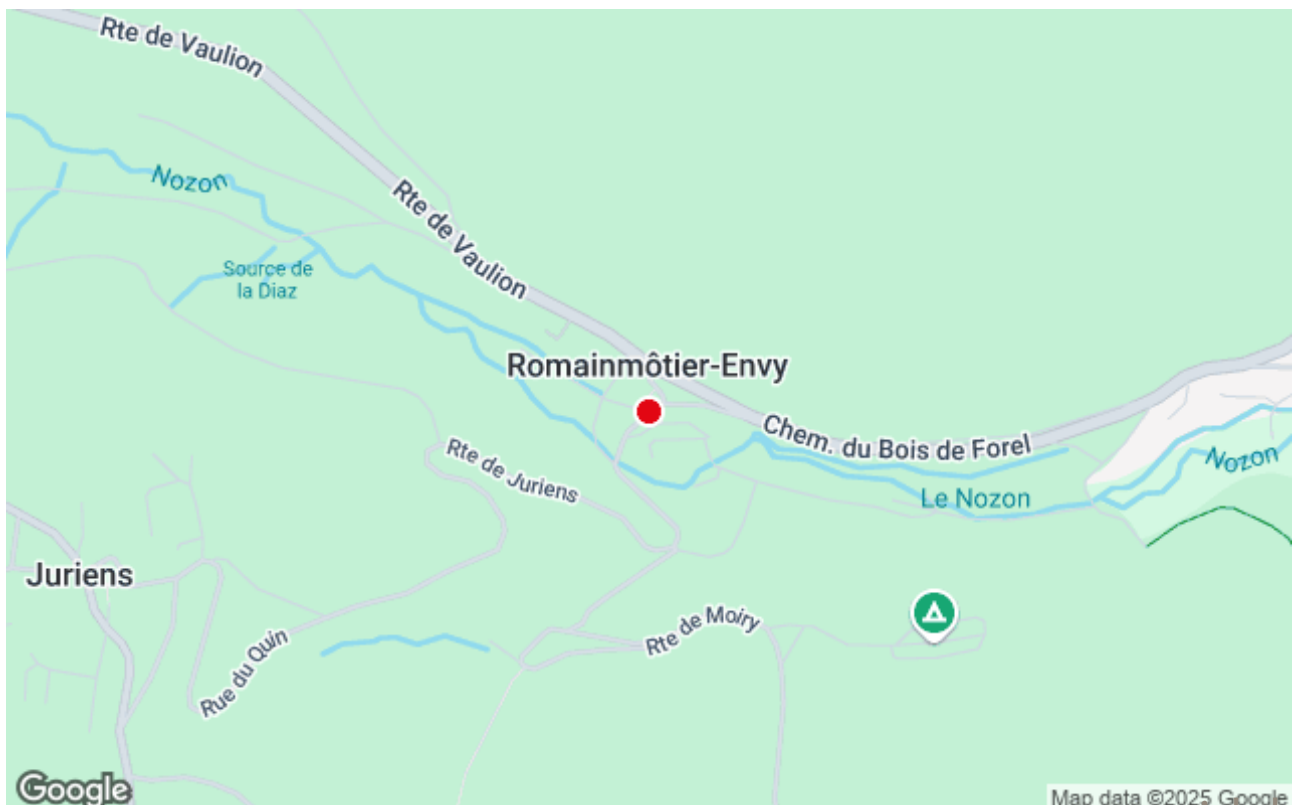 Rte de Vaulion
Nozon
Rte de Vaulion
Source de
la Diaz
Romainmôtier-Envy
Chem. du Bois de Forel
Rte de Juriens
Nozon
Le Nozon
Juriens
Rte de Moiry
Rue du Quin
Google
Map data ©2025 Google